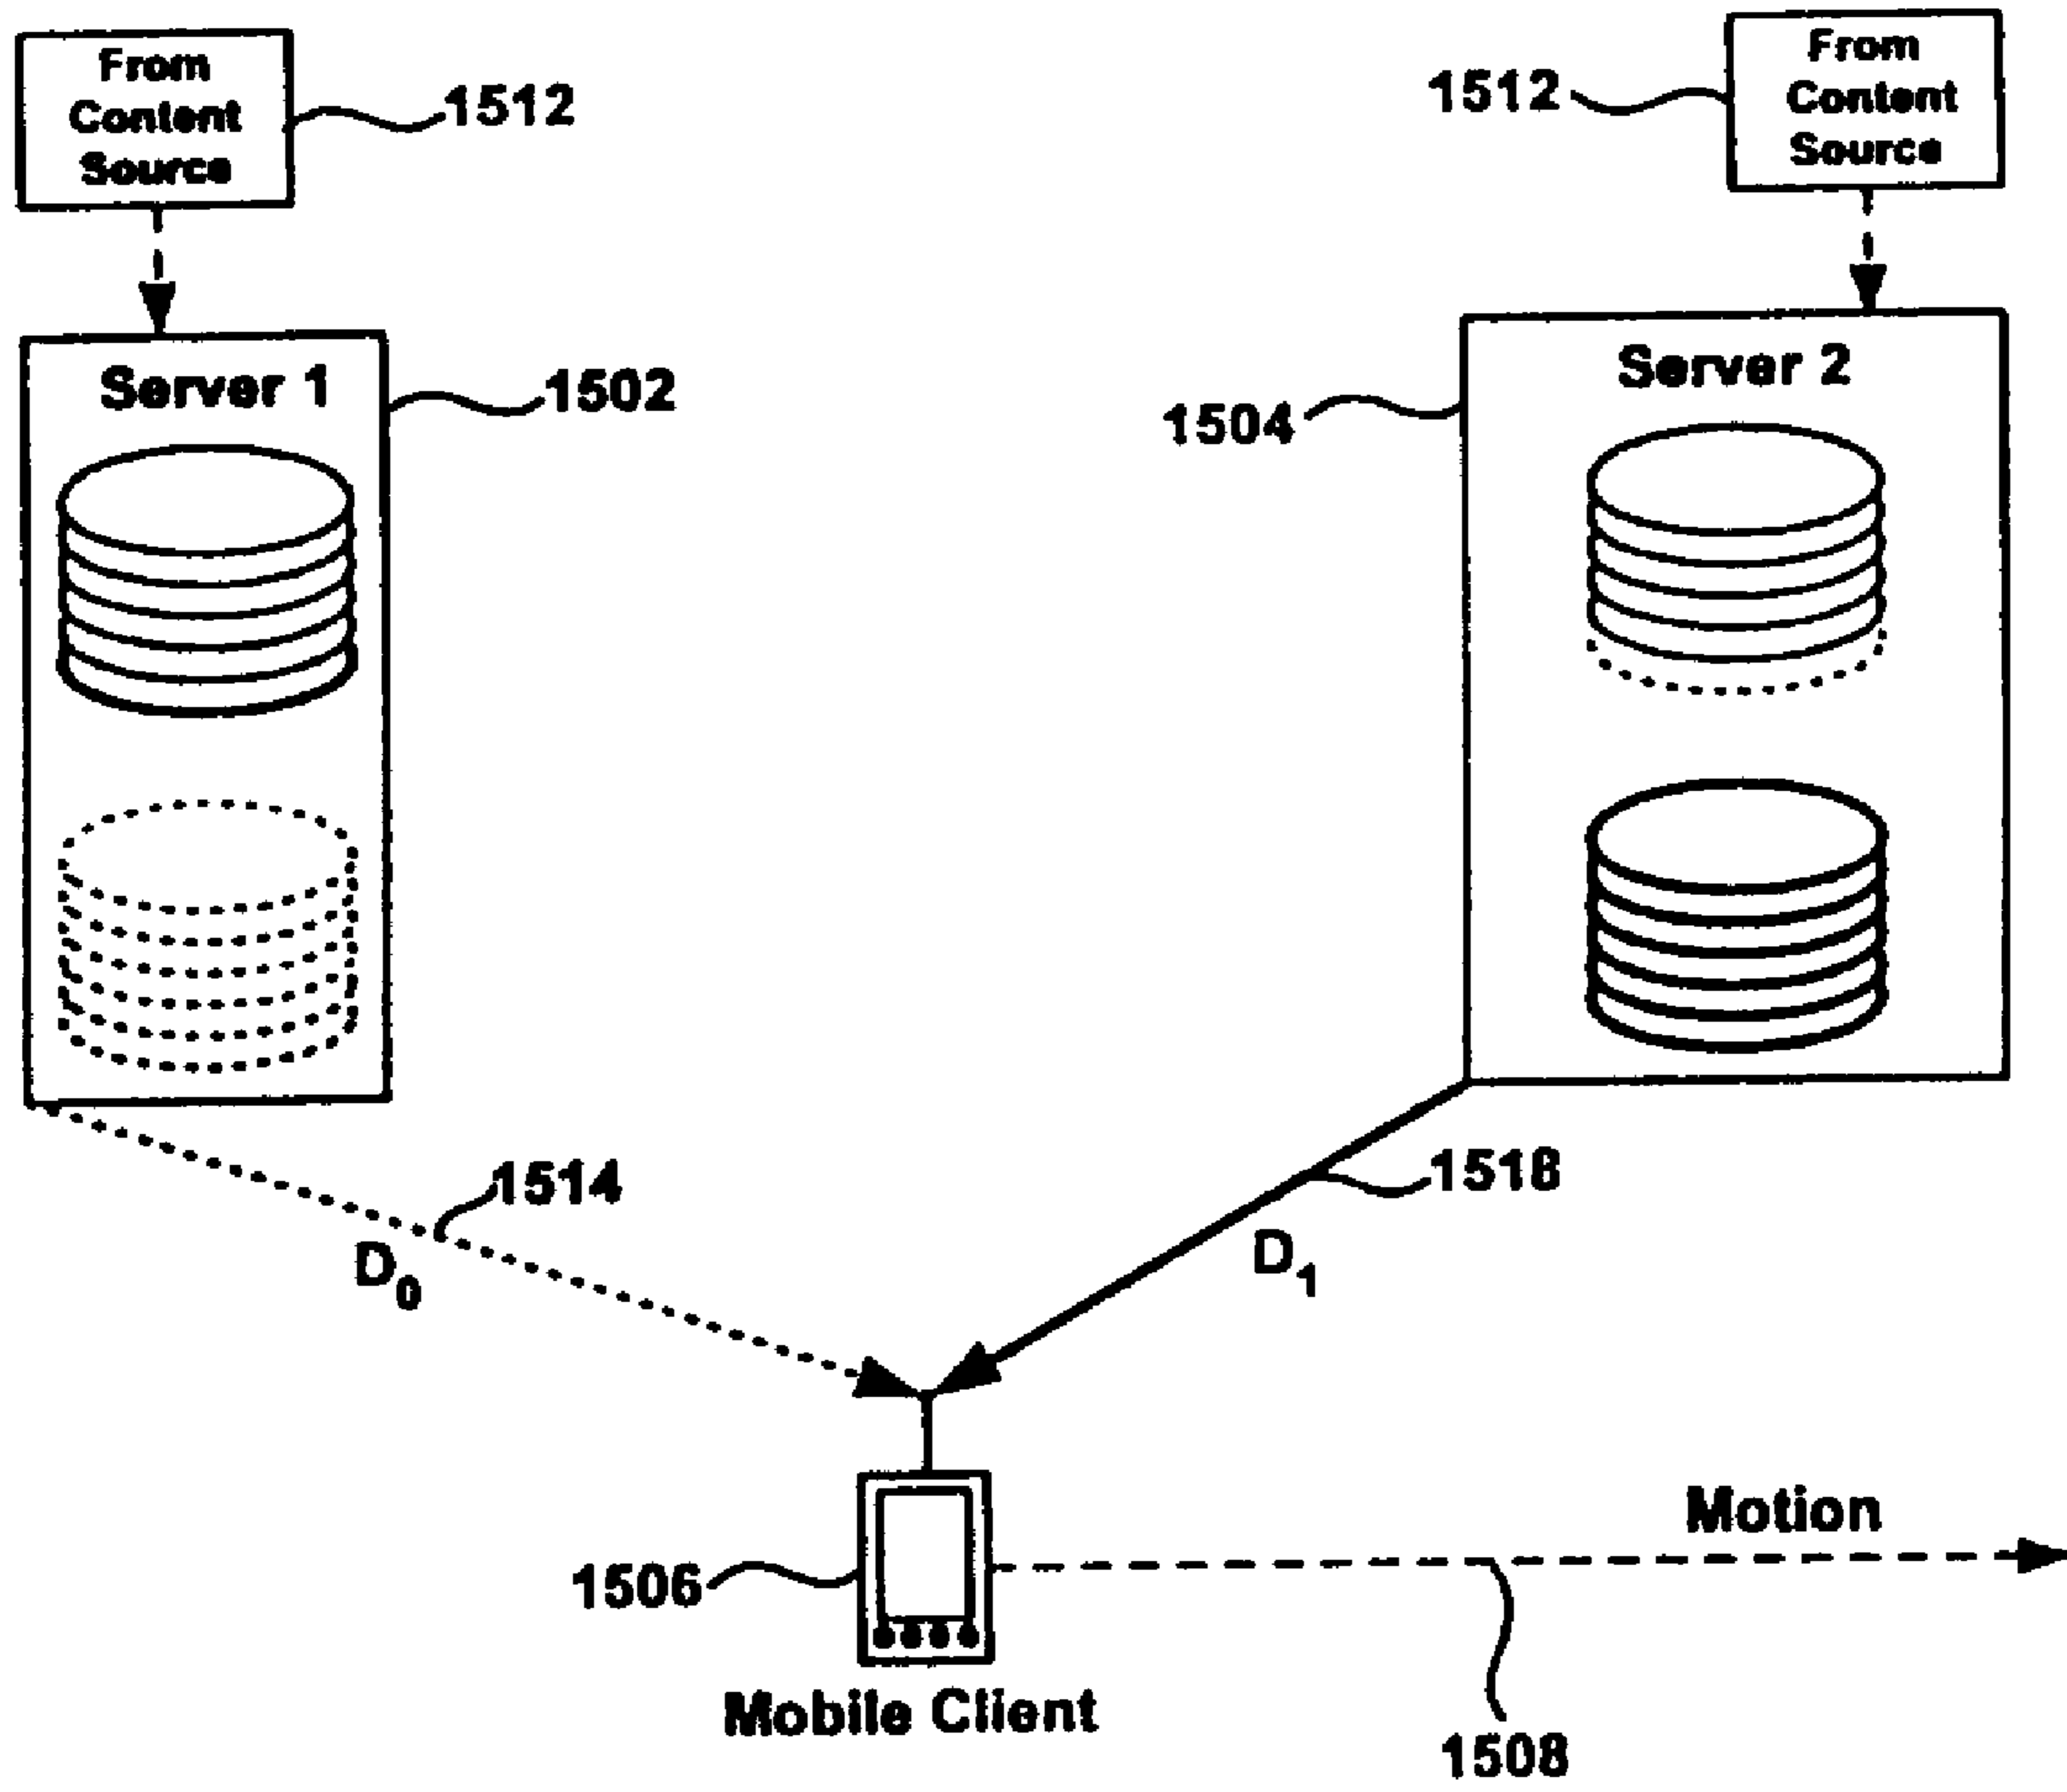 From
Content
Source
1512
1512
From
Content
Source
Server 1
1502
1504
Server 2
1514
D0
1518
D1
Motion
1506
Mobile Client
1508